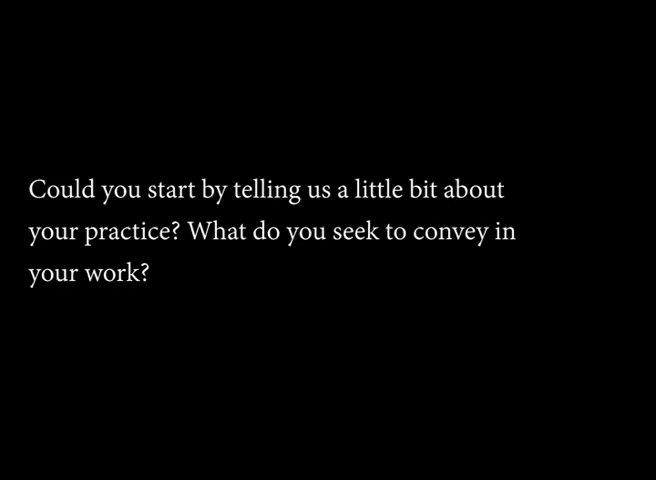 Could you start by telling us a little bit about
your practice? What do you seek to convey in
your work?